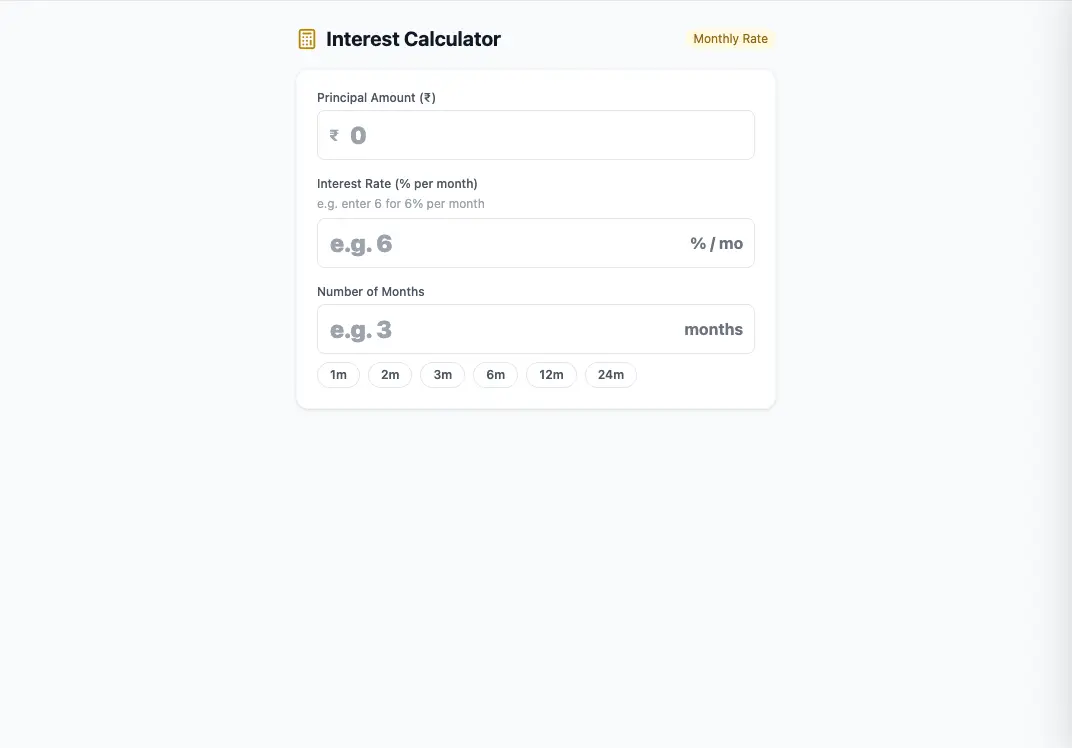 Interest Calculator
Monthly Rate
Principal Amount (₹)
₹ 0
Interest Rate (% per month)
e.g. enter 6 for 6% per month
e.g. 6 % / mo
Number of Months
e.g. 3 months
1m 2m 3m 6m 12m 24m